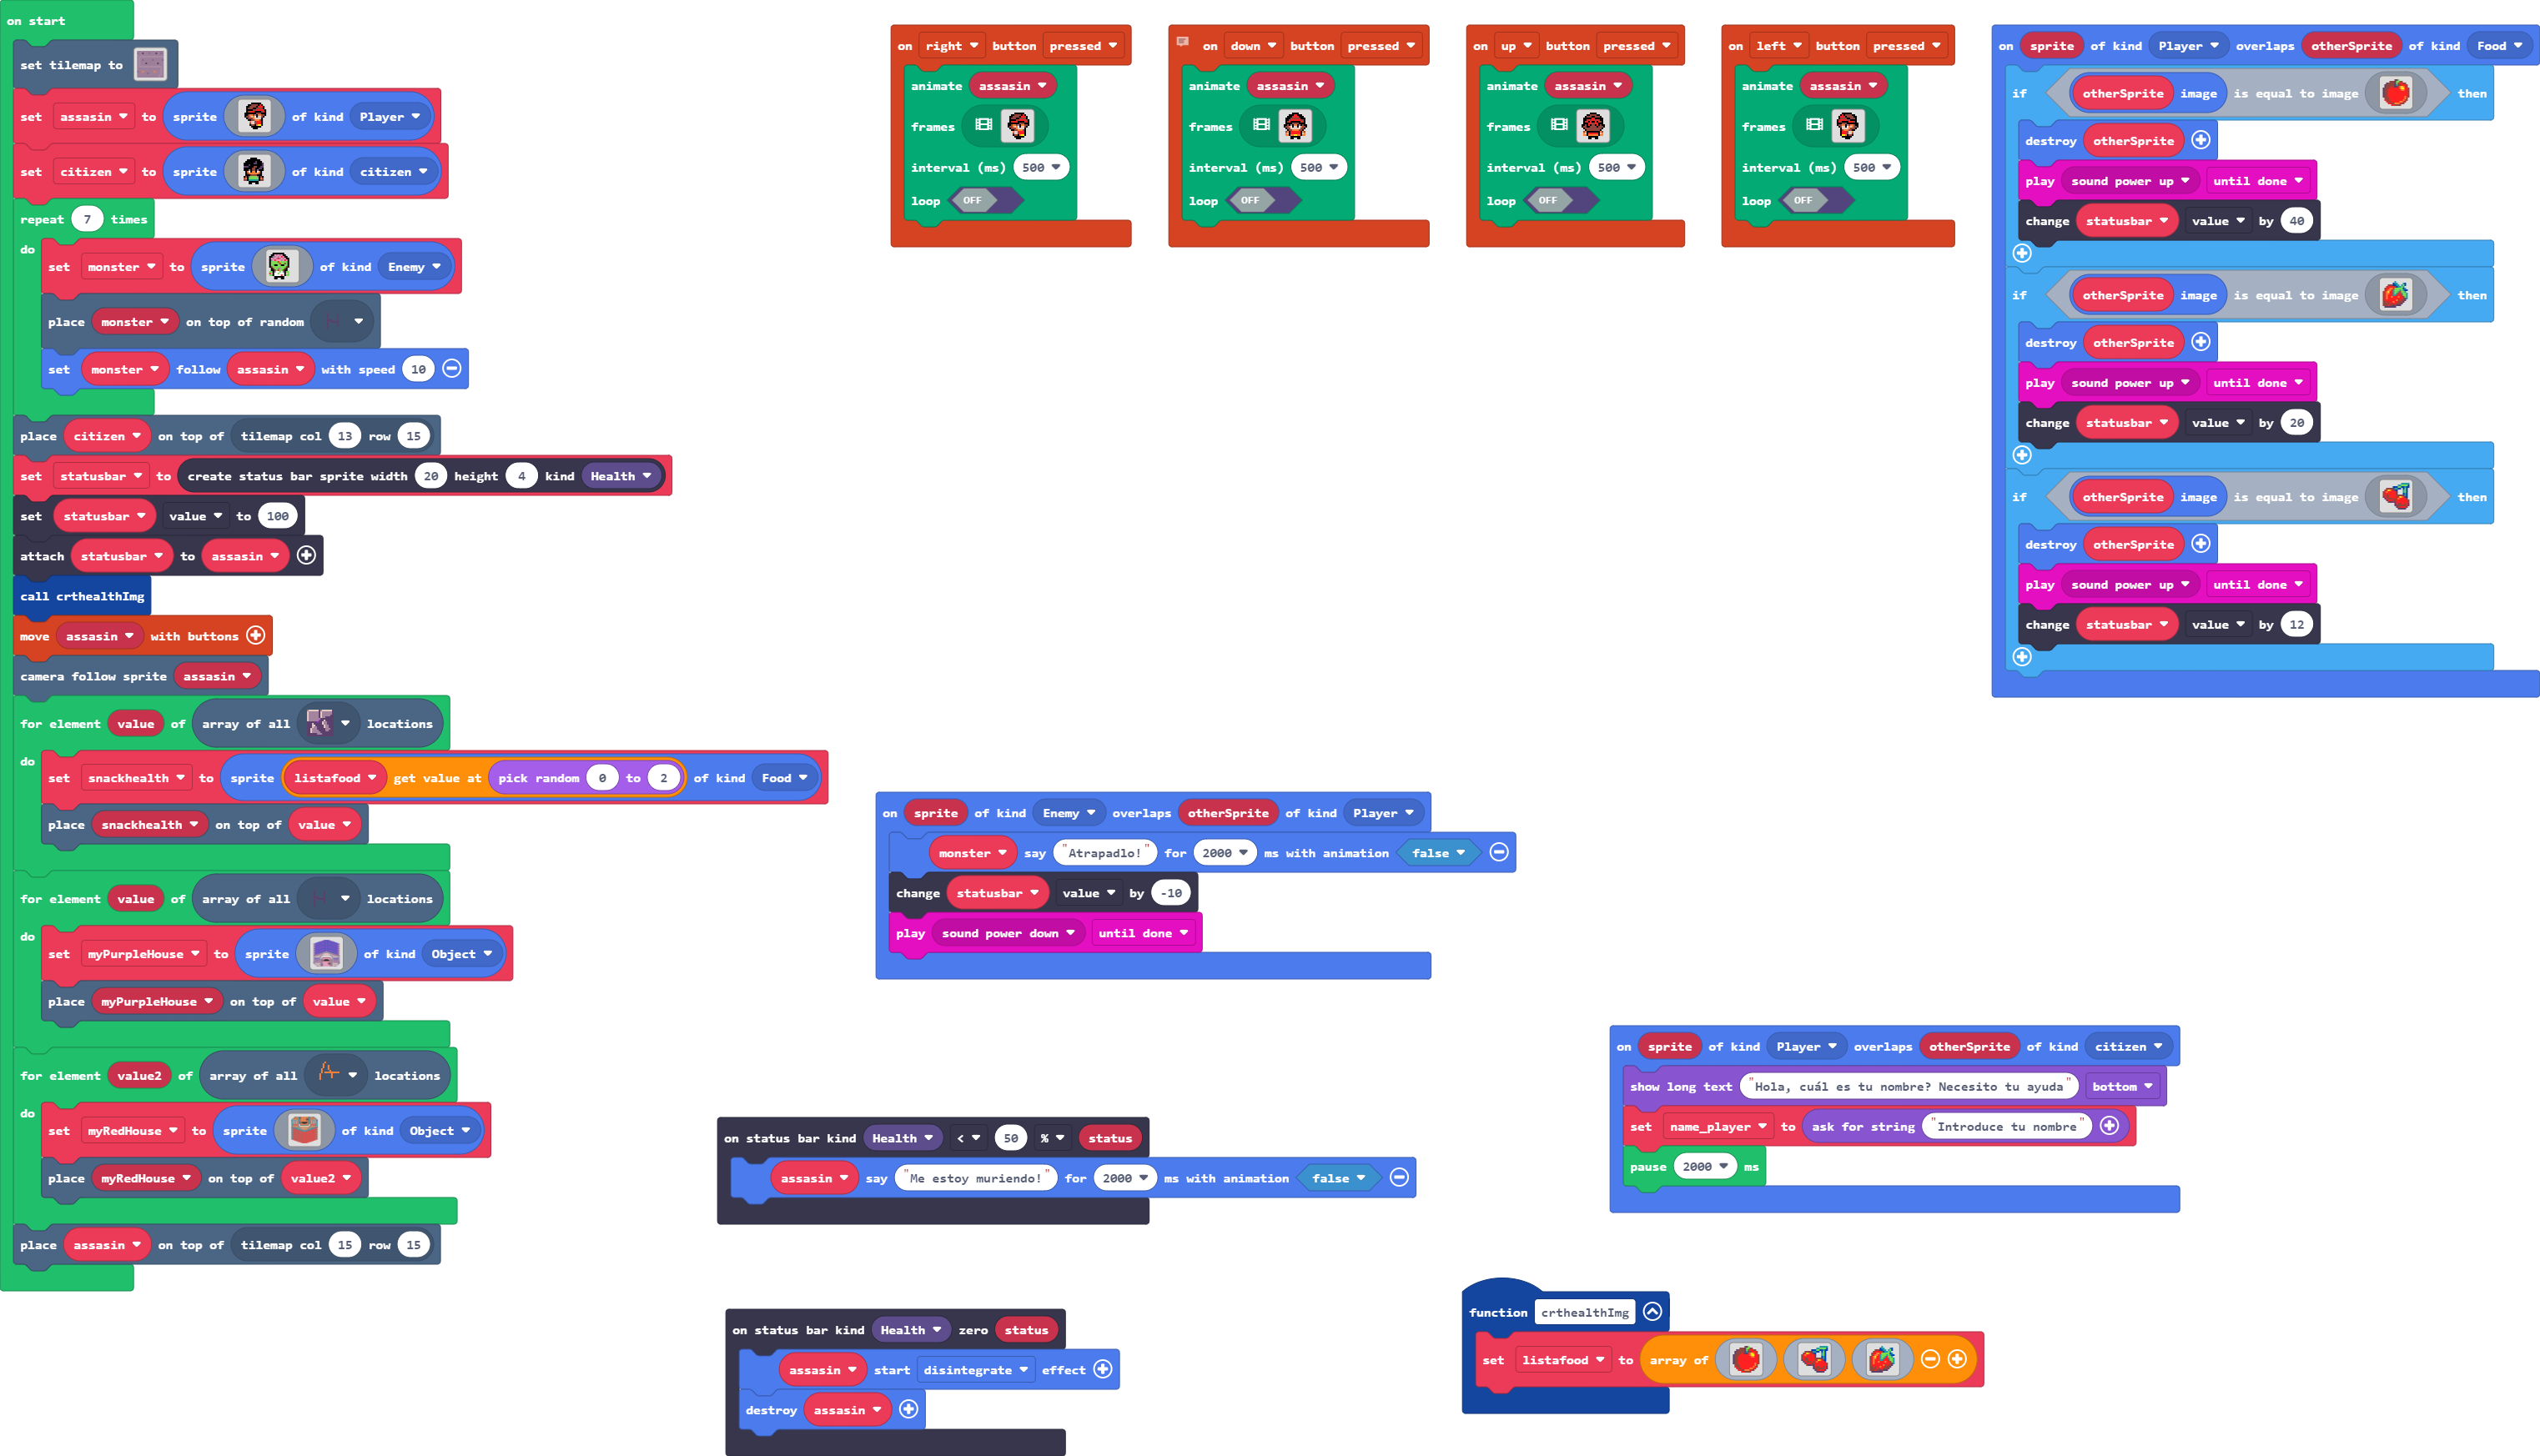 on start
set tilemap to
set assasin to sprite of kind Player
set citizen to sprite of kind citizen
repeat 7 times
do
set monster to sprite of kind Enemy
place monster on top of random
set monster follow assasin with speed 10
place citizen on top of tilemap col 13 row 15
set statusbar to create status bar sprite width 20 height 4 kind Health
set statusbar value to 100
attach statusbar to assasin
call crthealthImg
move assasin with buttons
camera follow sprite assasin
for element value of array of all locations
do
set snackhealth to sprite listafood get value at pick random 0 to 2 of kind Food
place snackhealth on top of value
for element value of array of all locations
do
set myPurpleHouse to sprite of kind Object
place myPurpleHouse on top of value
for element value2 of array of all locations
do
set myRedHouse to sprite of kind Object
place myRedHouse on top of value2
place assasin on top of tilemap col 15 row 15
on right button pressed
animate assasin
frames
interval (ms) 500
loop OFF
on down button pressed
animate assasin
frames
interval (ms) 500
loop OFF
on up button pressed
animate assasin
frames
interval (ms) 500
loop OFF
on left button pressed
animate assasin
frames
interval (ms) 500
loop OFF
on sprite of kind Player overlaps otherSprite of kind Food
if otherSprite image is equal to image then
destroy otherSprite
play sound power up until done
change statusbar value by 40
if otherSprite image is equal to image then
destroy otherSprite
play sound power up until done
change statusbar value by 20
if otherSprite image is equal to image then
destroy otherSprite
play sound power up until done
change statusbar value by 12
on sprite of kind Enemy overlaps otherSprite of kind Player
monster say "Atrapadlo!" for 2000 ms with animation false
change statusbar value by -10
play sound power down until done
on sprite of kind Player overlaps otherSprite of kind citizen
show long text "Hola, cuál es tu nombre? Necesito tu ayuda" bottom
set name_player to ask for string "Introduce tu nombre"
pause 2000 ms
on status bar kind Health < 50 % status
assasin say "Me estoy muriendo!" for 2000 ms with animation false
on status bar kind Health zero status
assasin start disintegrate effect
destroy assasin
function crthealthImg
set listafood to array of